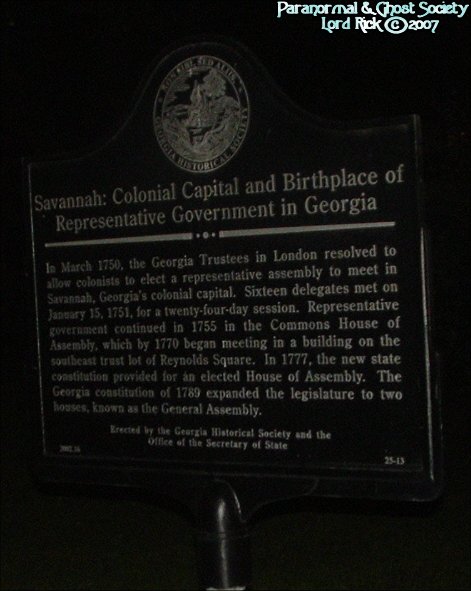 Paranormal & Ghost Society
Lord Rick ©2007
GEORGIA HISTORICAL SOCIETY
Savannah: Colonial Capital and Birthplace of
Representative Government in Georgia
In March 1750, the Georgia Trustees in London resolved to
allow colonists to elect a representative assembly to meet in
Savannah, Georgia's colonial capital. Sixteen delegates met on
January 15, 1751, for a twenty-four-day session. Representative
government continued in 1755 in the Commons House of
Assembly, which by 1770 began meeting in a building on the
southeast trust lot of Reynolds Square. In 1777, the new state
constitution provided for an elected House of Assembly. The
Georgia constitution of 1789 expanded the legislature to two
houses, known as the General Assembly.
Erected by the Georgia Historical Society and the
Office of the Secretary of State
25-13